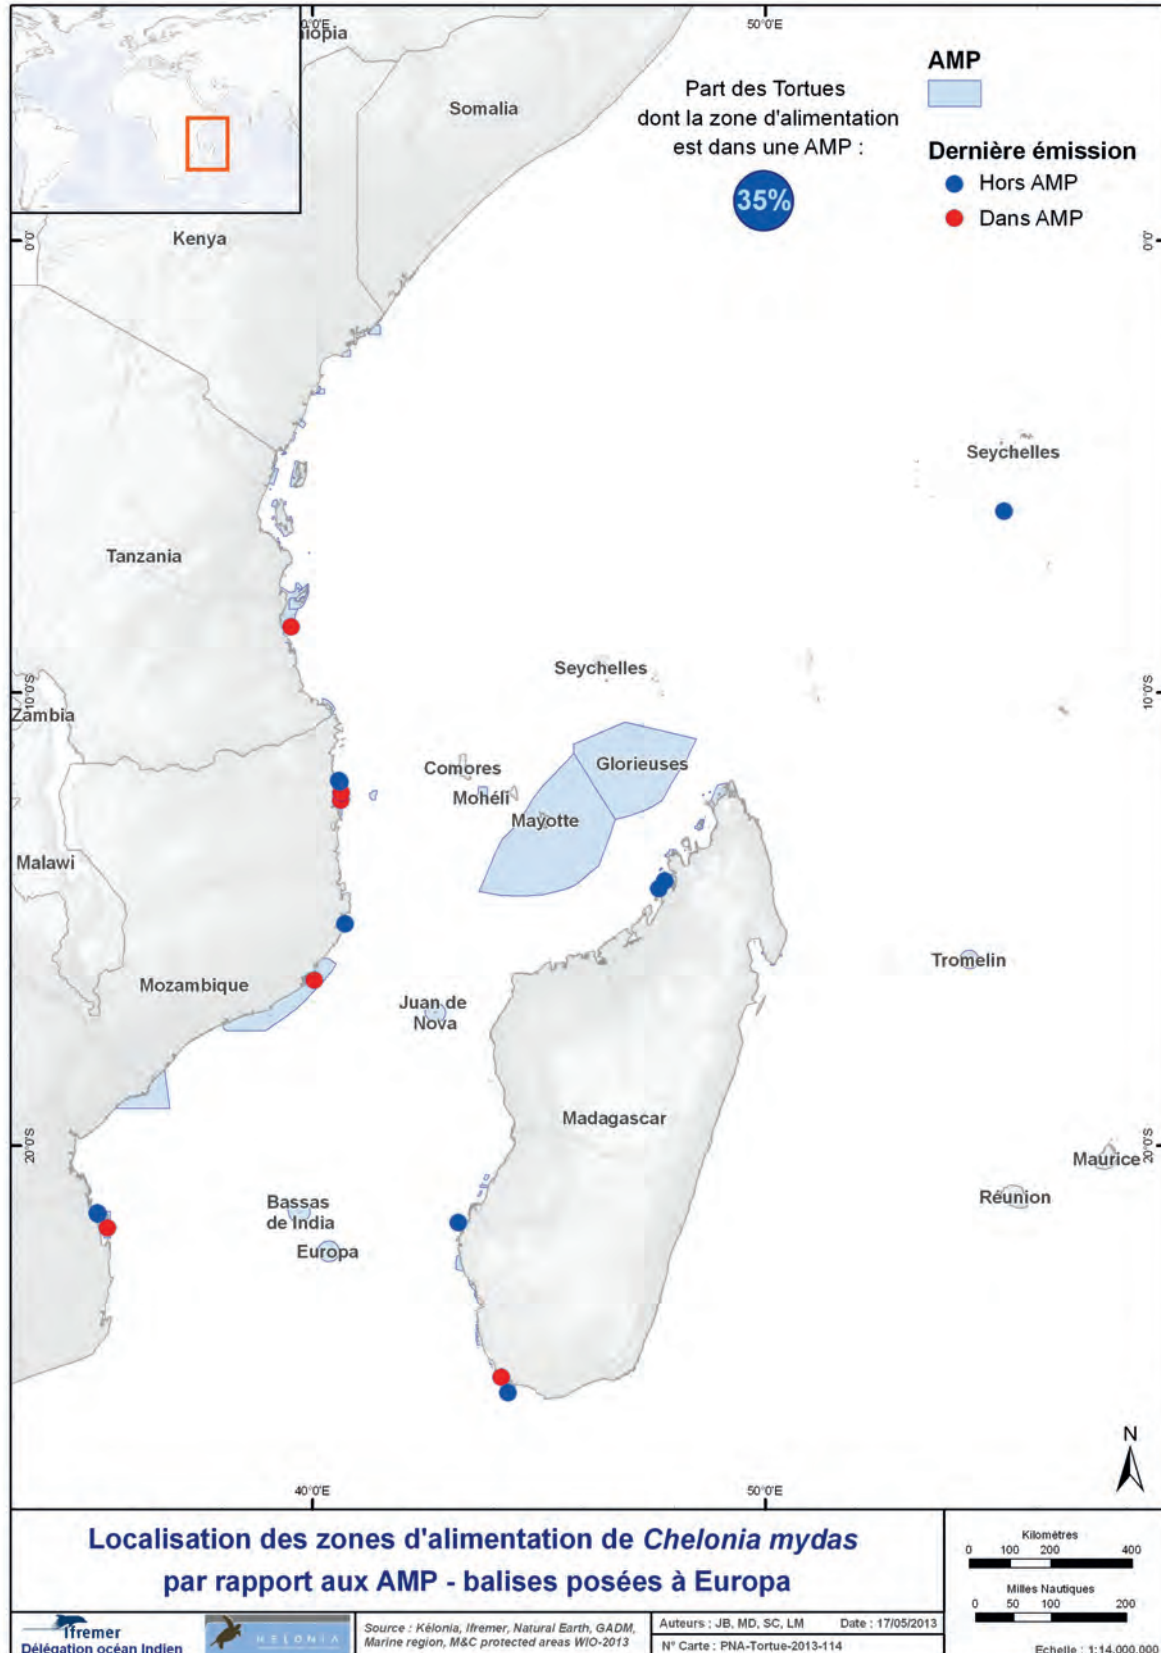 50°0'E
Somalia
Kenya
0°0'
0°0'
Part des Tortues
dont la zone d'alimentation
est dans une AMP :
35%
AMP
Dernière émission
Hors AMP
Dans AMP
Seychelles
Tanzania
Seychelles
10°0'S
10°0'S
Zambia
Comores
Mohéli
Glorieuses
Mayotte
Malawi
Mozambique
Juan de
Nova
Tromelin
Madagascar
20°0'S
20°0'S
Maurice
Réunion
Bassas
de India
Europa
N
40°0'E
50°0'E
Localisation des zones d'alimentation de Chelonia mydas
par rapport aux AMP - balises posées à Europa
Kilomètres
0 100 200 400
Milles Nautiques
0 50 100 200
Echelle : 1:14,000,000
Ifremer
Délégation océan Indien
KELONIA
Source : Kélonia, Ifremer, Natural Earth, GADM,
Marine region, M&C protected areas WIO-2013
Auteurs : JB, MD, SC, LM Date : 17/05/2013
N° Carte : PNA-Tortue-2013-114